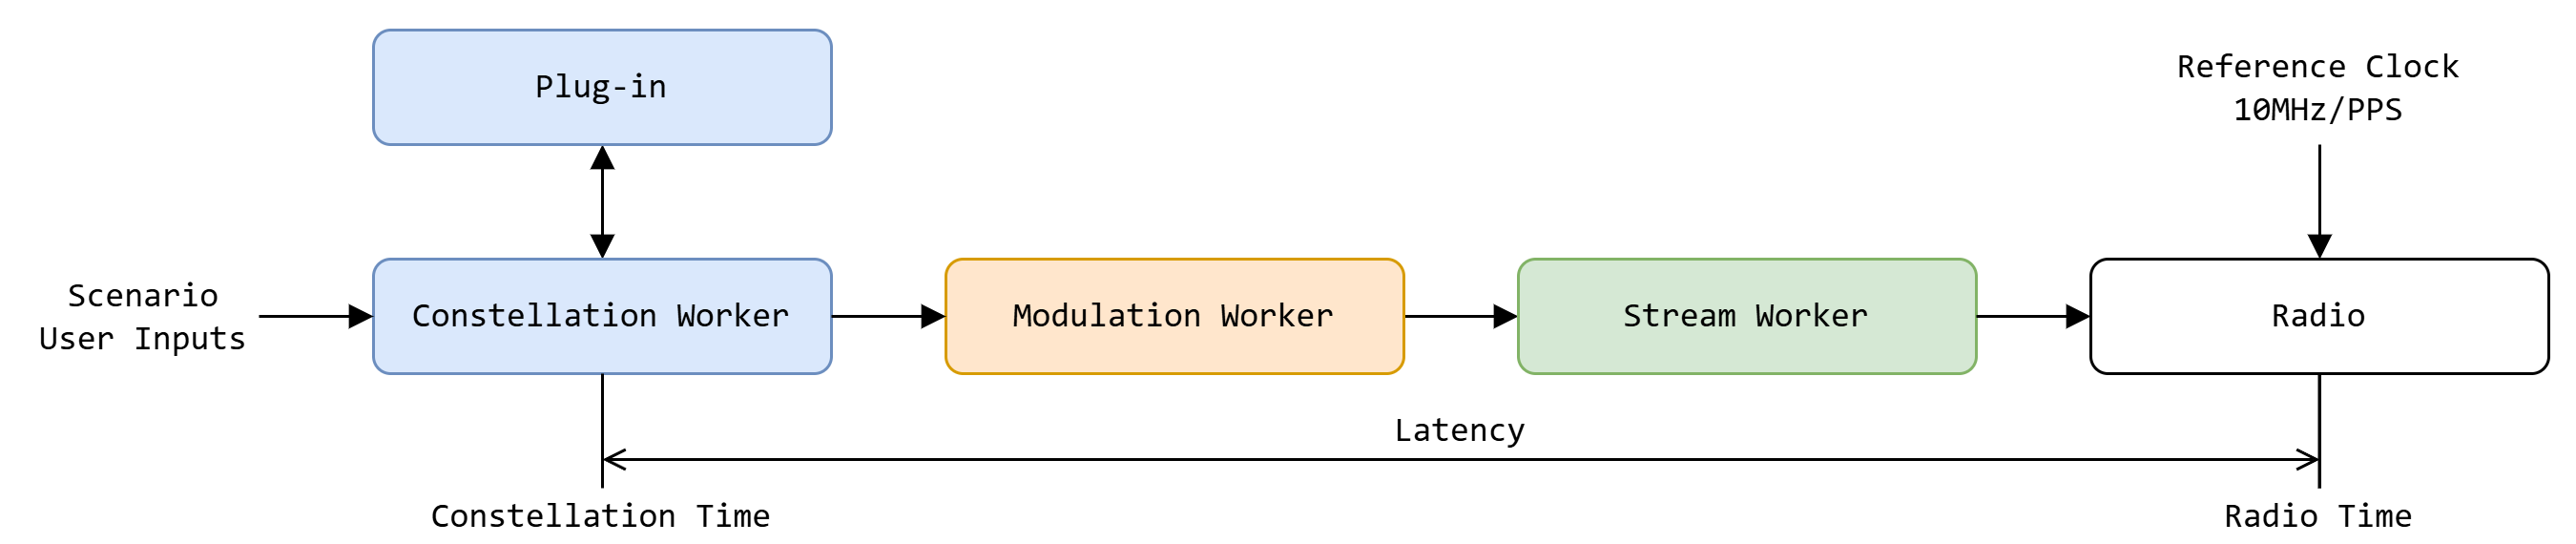 Plug-in
Reference Clock
10MHz/PPS
Scenario
User Inputs
Constellation Worker
Modulation Worker
Stream Worker
Radio
Latency
Constellation Time
Radio Time